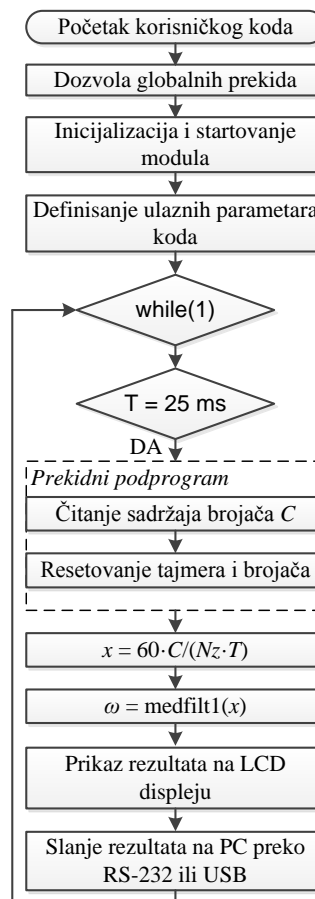 Početak korisničkog koda
Dozvola globalnih prekida
Inicijalizacija i startovanje
modula
Definisanje ulaznih parametara
koda
while(1)
T = 25 ms
DA
Prekidni podprogram
Čitanje sadržaja brojača C
Resetovanje tajmera i brojača
x = 60·C/(Nz·T)
ω = medfilt1(x)
Prikaz rezultata na LCD
displeju
Slanje rezultata na PC preko
RS-232 ili USB